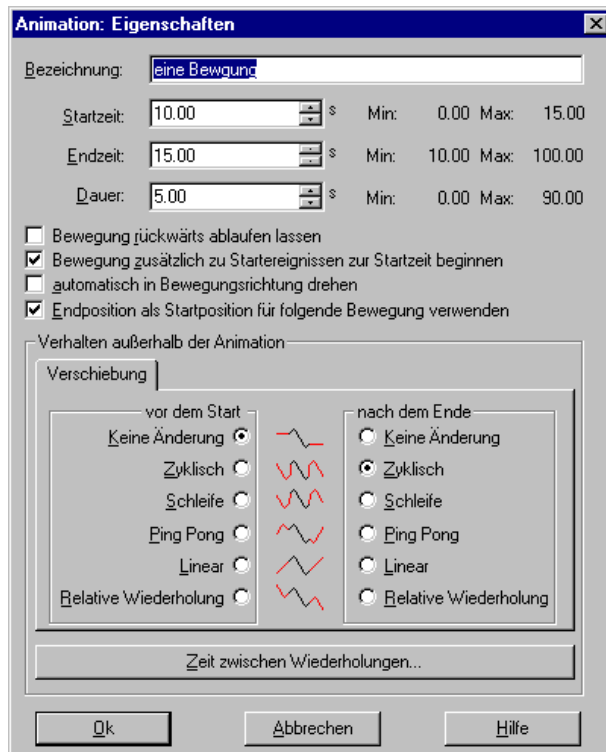 Animation: Eigenschaften
Bezeichnung: eine Bewgung
Startzeit: 10.00 s Min: 0.00 Max: 15.00
Endzeit: 15.00 s Min: 10.00 Max: 100.00
Dauer: 5.00 s Min: 0.00 Max: 90.00
Bewegung rückwärts ablaufen lassen
Bewegung zusätzlich zu Startereignissen zur Startzeit beginnen
automatisch in Bewegungsrichtung drehen
Endposition als Startposition für folgende Bewegung verwenden
Verhalten außerhalb der Animation
Verschiebung
vor dem Start nach dem Ende
Keine Änderung Keine Änderung
Zyklisch Zyklisch
Schleife Schleife
Ping Pong Ping Pong
Linear Linear
Relative Wiederholung Relative Wiederholung
Zeit zwischen Wiederholungen...
Ok Abbrechen Hilfe